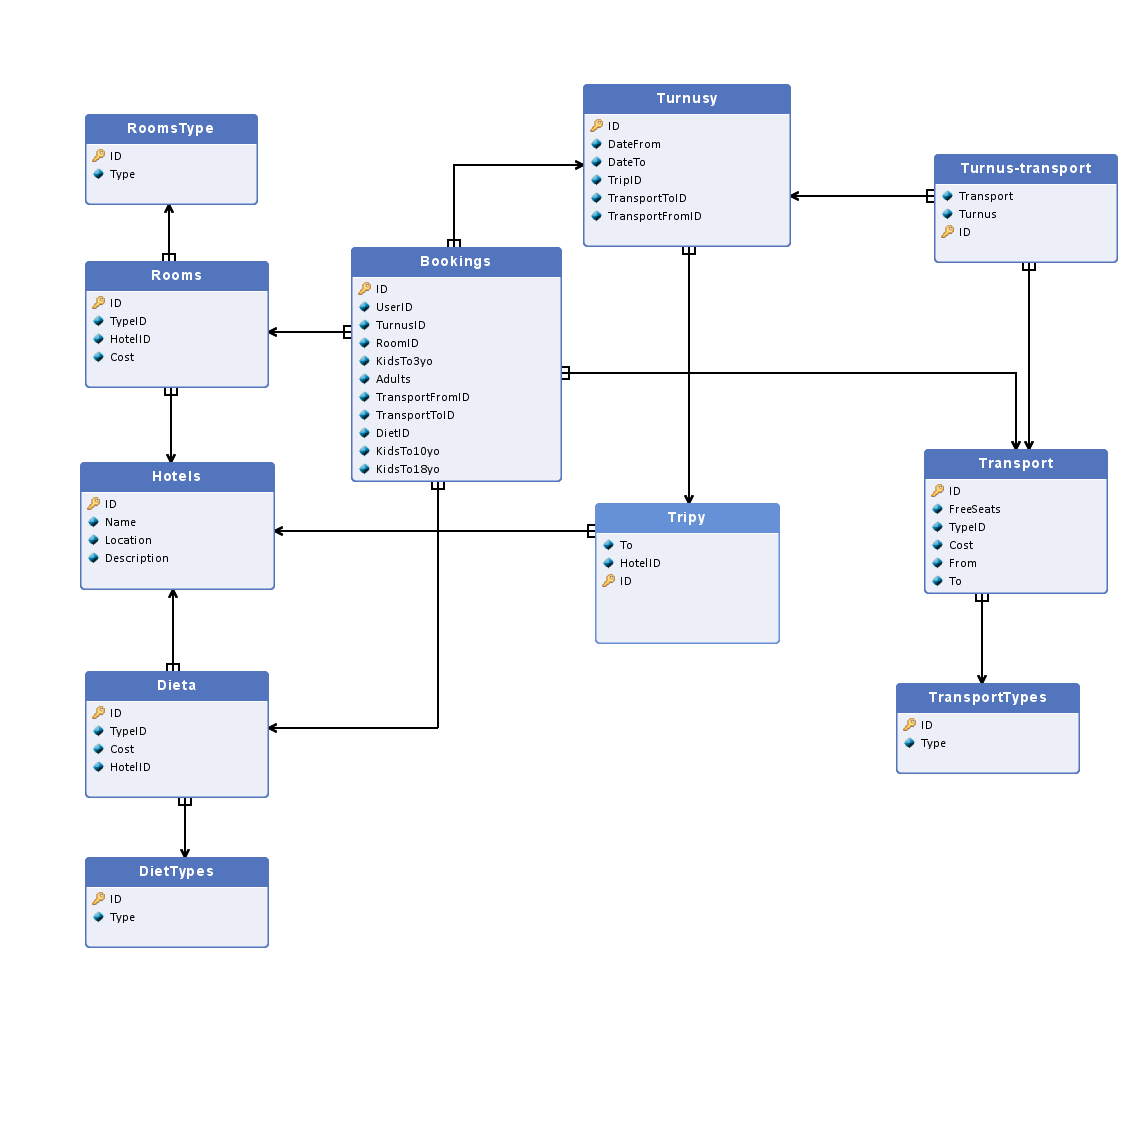 RoomsType
ID
Type
Rooms
ID
TypeID
HotelID
Cost
Hotels
ID
Name
Location
Description
Dieta
ID
TypeID
Cost
HotelID
DietTypes
ID
Type
Bookings
ID
UserID
TurnusID
RoomID
KidsTo3yo
Adults
TransportFromID
TransportToID
DietID
KidsTo10yo
KidsTo18yo
Turnusy
ID
DateFrom
DateTo
TripID
TransportToID
TransportFromID
Tripy
To
HotelID
ID
Turnus-transport
Transport
Turnus
ID
Transport
ID
FreeSeats
TypeID
Cost
From
To
TransportTypes
ID
Type